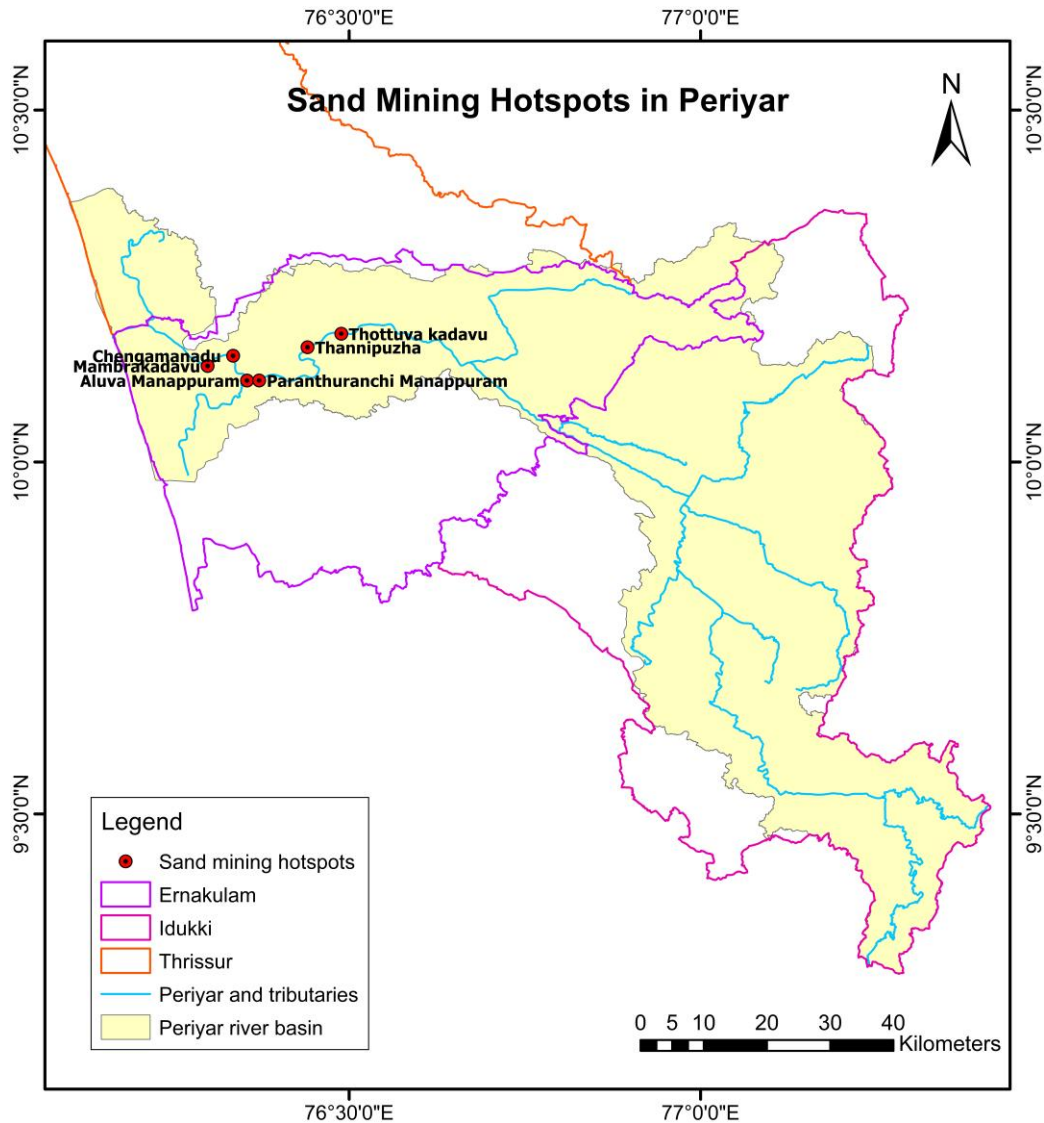 76°30'0"E
77°0'0"E
Sand Mining Hotspots in Periyar
N
10°30'0"N
10°30'0"N
Thottuva kadavu
Thannipuzha
Chengamanadu
Mambrakadavu
Aluva Manappuram
Paranthuranchi Manappuram
10°0'0"N
10°0'0"N
9°30'0"N
9°30'0"N
Legend
Sand mining hotspots
Ernakulam
Idukki
Thrissur
Periyar and tributaries
Periyar river basin
0 5 10 20 30 40
Kilometers
76°30'0"E
77°0'0"E